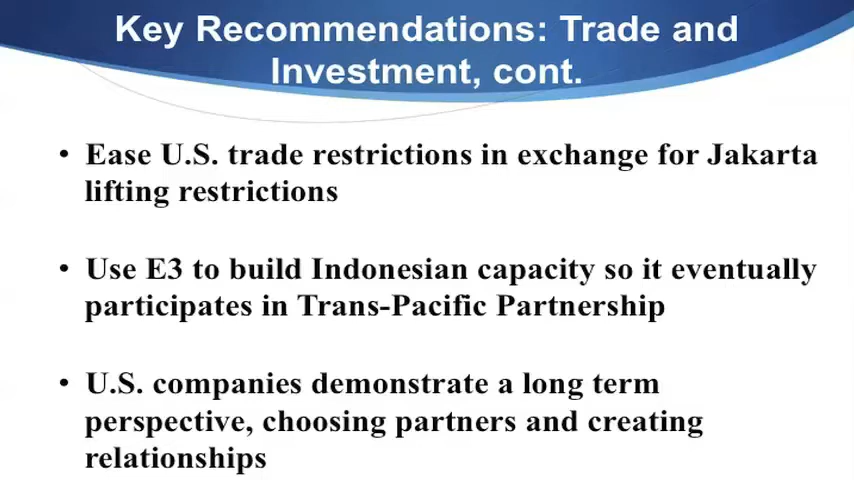 Key Recommendations: Trade and
Investment, cont.
• Ease U.S. trade restrictions in exchange for Jakarta
lifting restrictions
• Use E3 to build Indonesian capacity so it eventually
participates in Trans-Pacific Partnership
• U.S. companies demonstrate a long term
perspective, choosing partners and creating
relationships